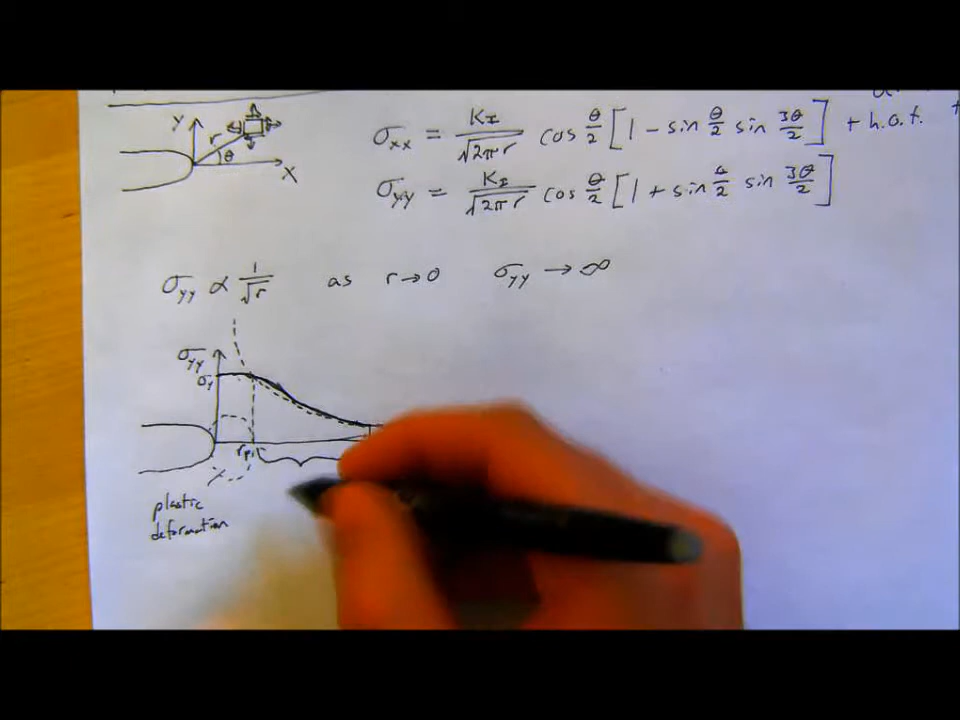 σxx = KI/√2πr cos θ/2 [1 − sin θ/2 sin 3θ/2] + h.o.t.
σyy = KI/√2πr cos θ/2 [1 + sin θ/2 sin 3θ/2]
Y
r
θ
X
σyy ∝ 1/√r as r→0 σyy → ∞
σyy
σy
rp
plastic
deformation